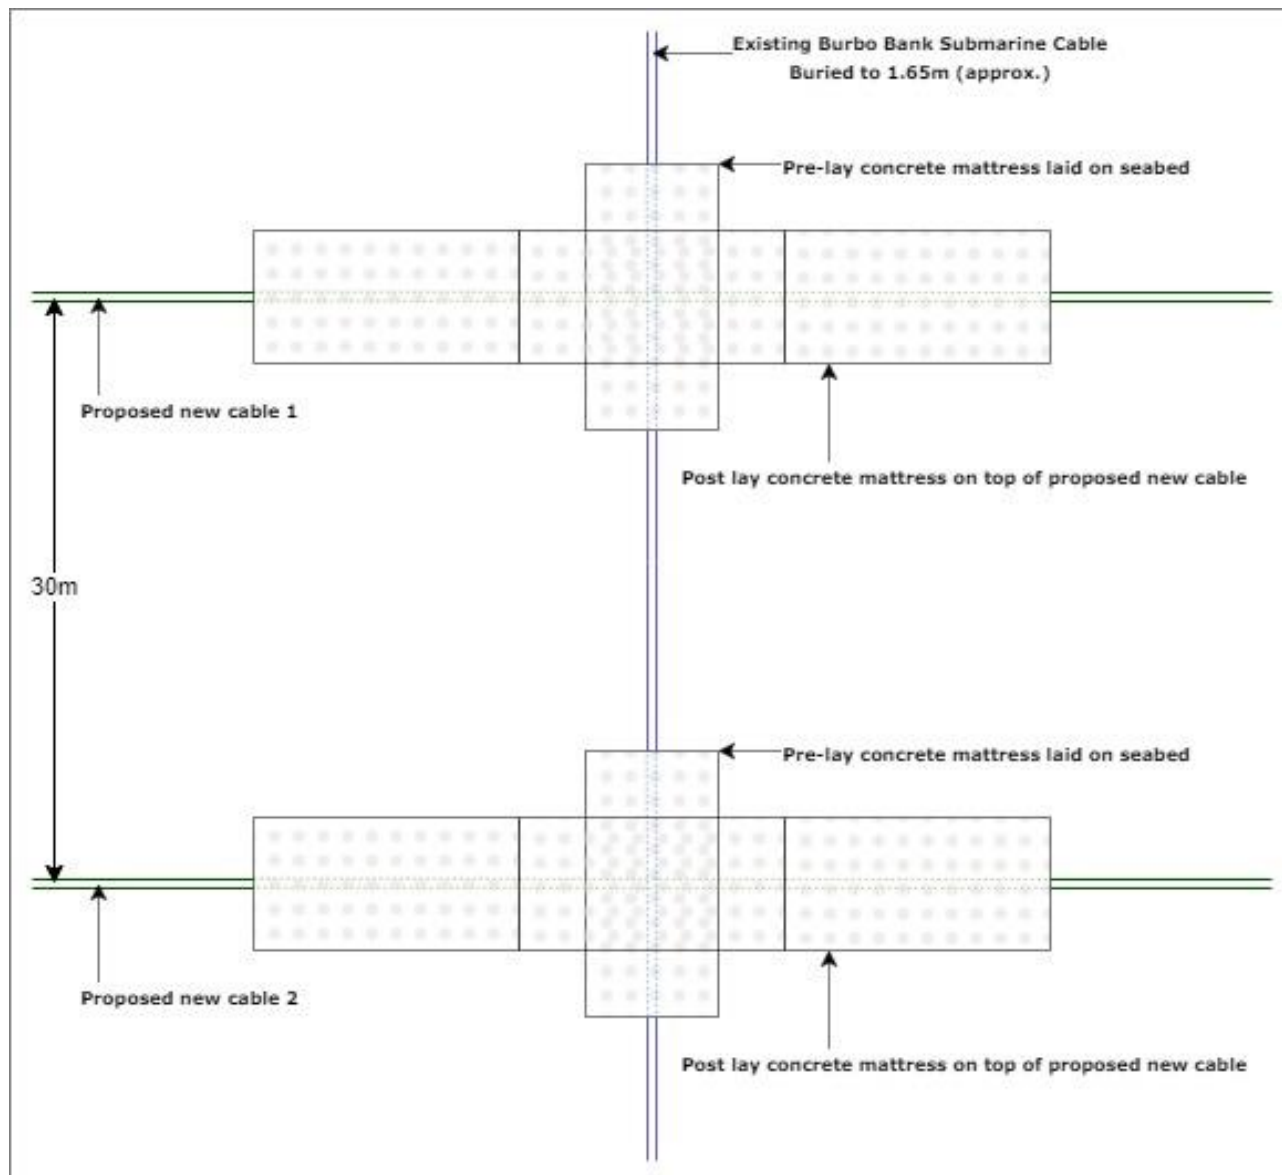 Existing Burbo Bank Submarine Cable
Buried to 1.65m (approx.)
Pre-lay concrete mattress laid on seabed
Proposed new cable 1
Post lay concrete mattress on top of proposed new cable
30m
Pre-lay concrete mattress laid on seabed
Proposed new cable 2
Post lay concrete mattress on top of proposed new cable